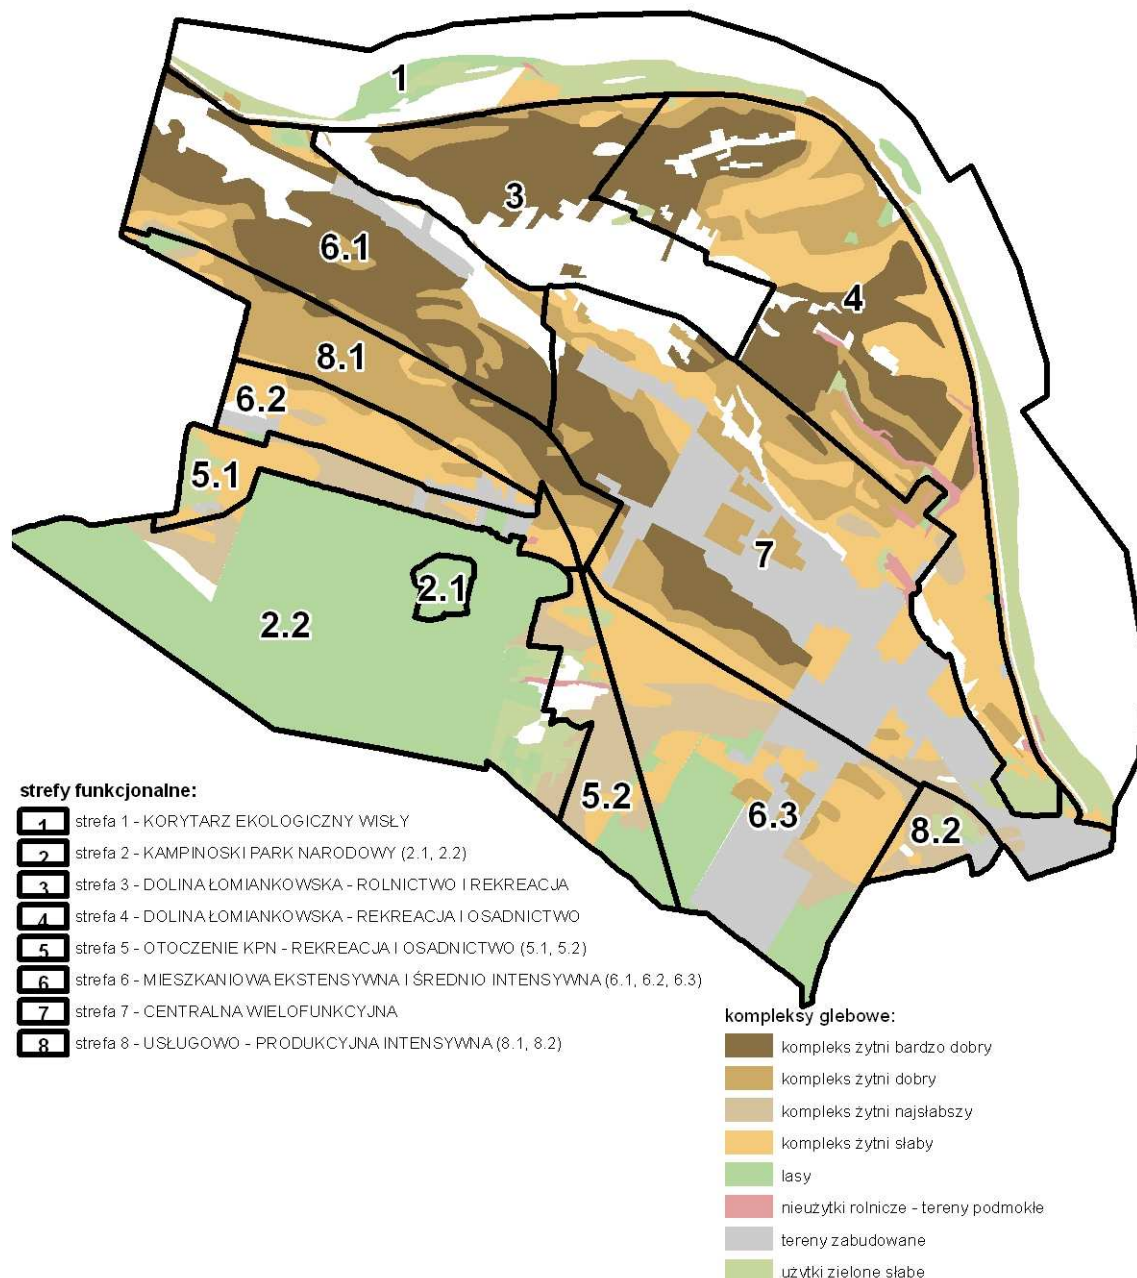 1
3
6.1
4
8.1
6.2
5.1
7
2.1
2.2
5.2
6.3
8.2
strefy funkcjonalne:
1 strefa 1 - KORYTARZ EKOLOGICZNY WISŁY
2 strefa 2 - KAMPINOSKI PARK NARODOWY (2.1, 2.2)
3 strefa 3 - DOLINA ŁOMIANKOWSKA - ROLNICTWO I REKREACJA
4 strefa 4 - DOLINA ŁOMIANKOWSKA - REKREACJA I OSADNICTWO
5 strefa 5 - OTOCZENIE KPN - REKREACJA I OSADNICTWO (5.1, 5.2)
6 strefa 6 - MIESZKANIOWA EKSTENSYWNA I ŚREDNIO INTENSYWNA (6.1, 6.2, 6.3)
7 strefa 7 - CENTRALNA WIELOFUNKCYJNA
8 strefa 8 - USŁUGOWO - PRODUKCYJNA INTENSYWNA (8.1, 8.2)
kompleksy glebowe:
kompleks żytni bardzo dobry
kompleks żytni dobry
kompleks żytni najsłabszy
kompleks żytni słaby
lasy
nieużytki rolnicze - tereny podmokłe
tereny zabudowane
użytki zielone słabe